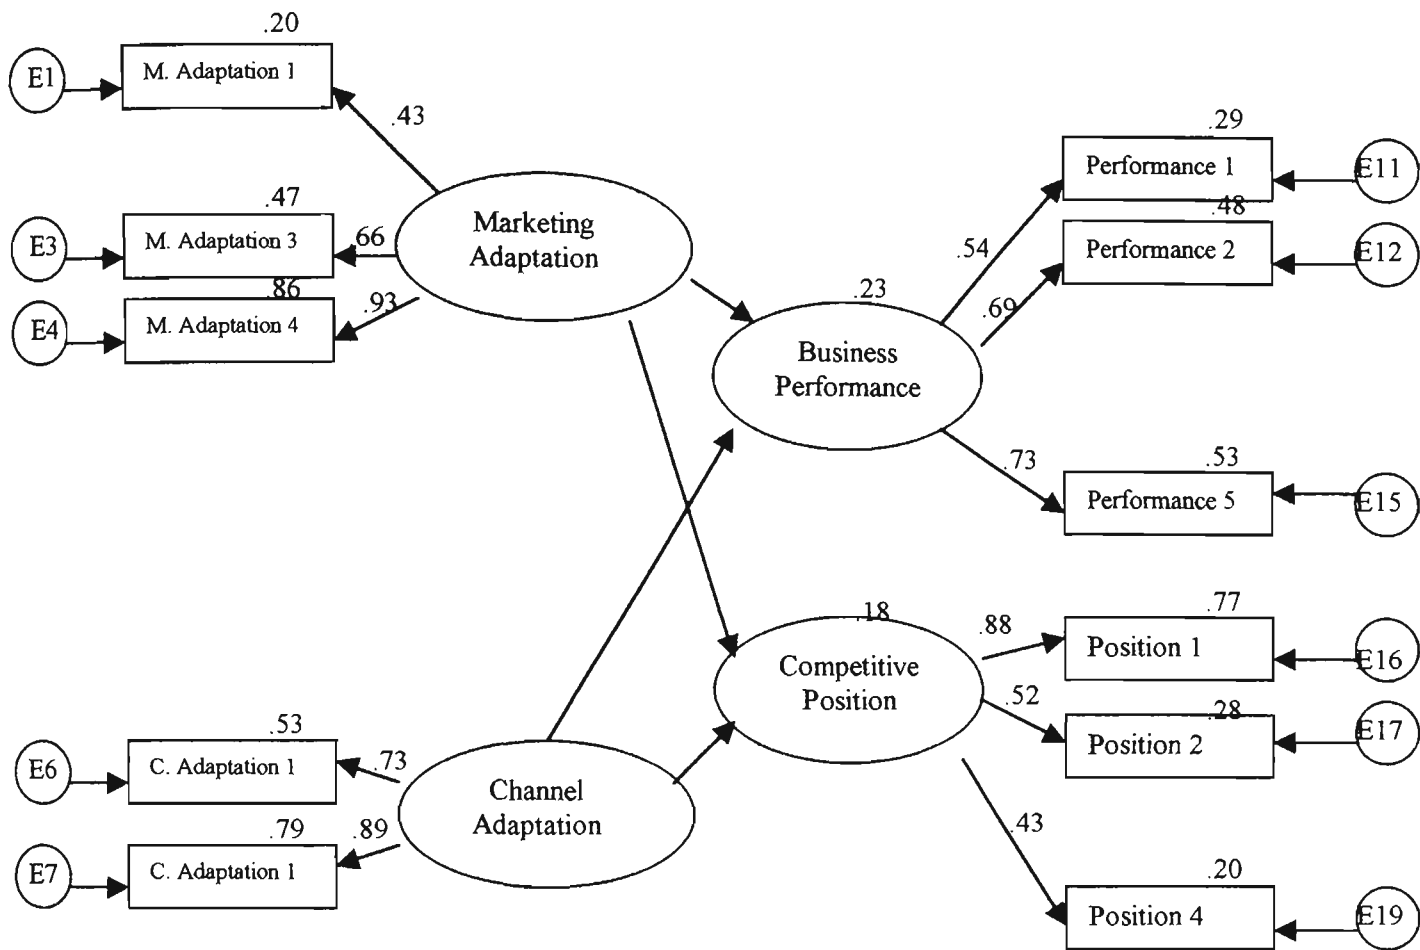 .20
E1
M. Adaptation 1
.43
.47
E3
M. Adaptation 3
.66
.86
E4
M. Adaptation 4
.93
Marketing
Adaptation
.23
Business
Performance
.29
.54
Performance 1
E11
.48
.69
Performance 2
E12
.73
.53
Performance 5
E15
.18
Competitive
Position
.77
.88
Position 1
E16
.28
.52
Position 2
E17
.43
.20
Position 4
E19
.53
E6
C. Adaptation 1
.73
.79
.89
E7
C. Adaptation 1
Channel
Adaptation